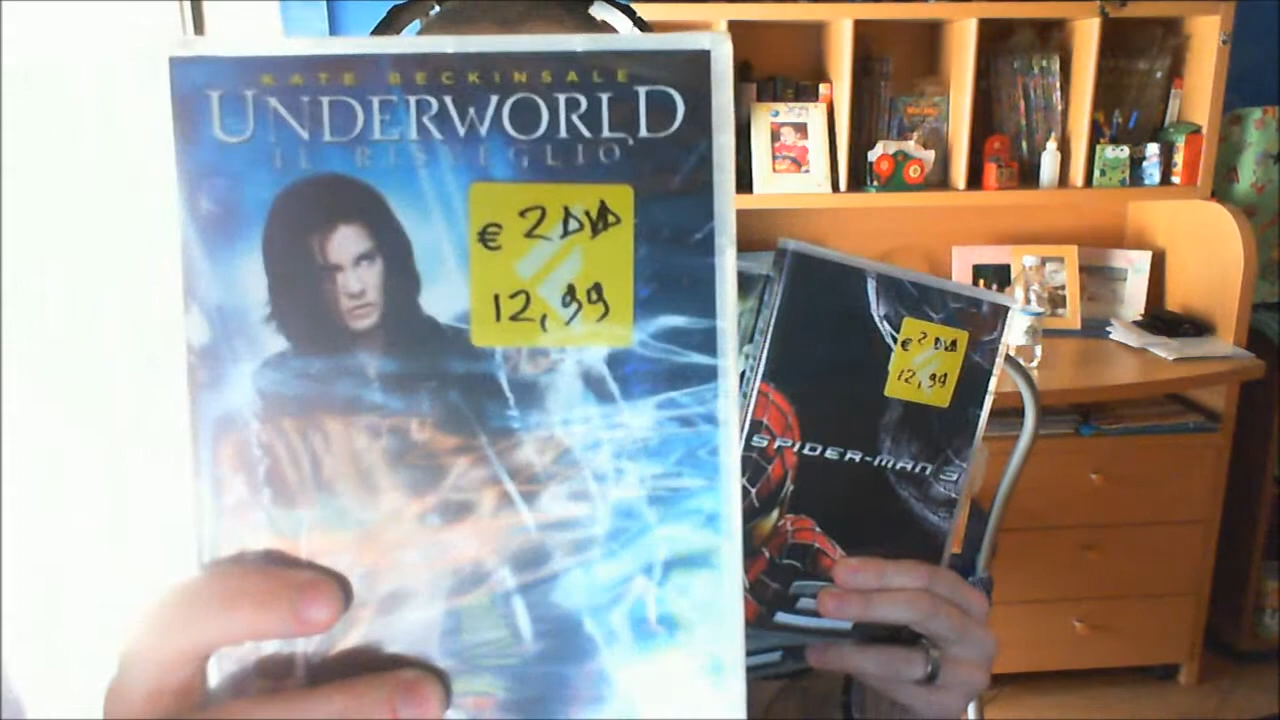 KATE BECKINSALE
UNDERWORLD
IL RISVEGLIO
€ 2 DVD
12,99
SPIDER-MAN 3
€ 2 DVD
12,99